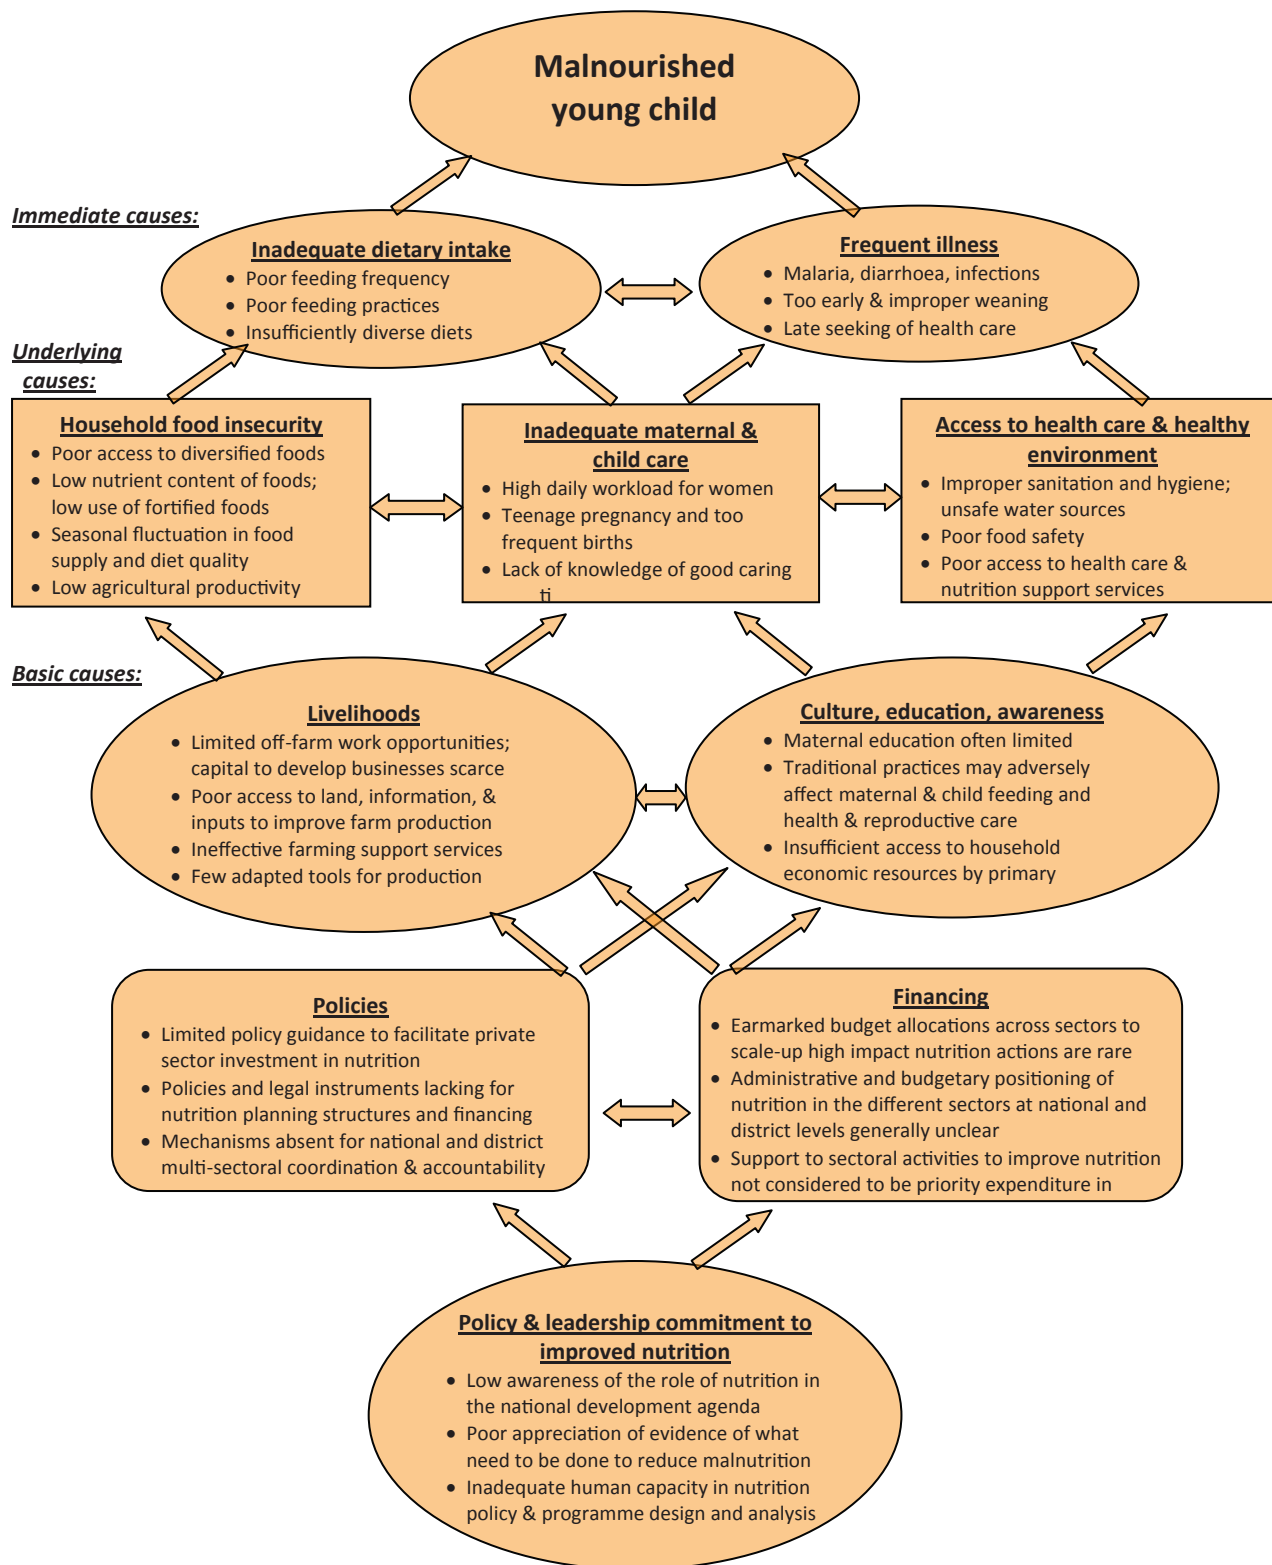 Malnourished
young child
Immediate causes:
Inadequate dietary intake
• Poor feeding frequency
• Poor feeding practices
• Insufficiently diverse diets
Frequent illness
• Malaria, diarrhoea, infections
• Too early & improper weaning
• Late seeking of health care
Underlying
causes:
Household food insecurity
• Poor access to diversified foods
• Low nutrient content of foods;
low use of fortified foods
• Seasonal fluctuation in food
supply and diet quality
• Low agricultural productivity
Inadequate maternal &
child care
• High daily workload for women
• Teenage pregnancy and too
frequent births
• Lack of knowledge of good caring
ti
Access to health care & healthy
environment
• Improper sanitation and hygiene;
unsafe water sources
• Poor food safety
• Poor access to health care &
nutrition support services
Basic causes:
Livelihoods
• Limited off-farm work opportunities;
capital to develop businesses scarce
• Poor access to land, information, &
inputs to improve farm production
• Ineffective farming support services
• Few adapted tools for production
Culture, education, awareness
• Maternal education often limited
• Traditional practices may adversely
affect maternal & child feeding and
health & reproductive care
• Insufficient access to household
economic resources by primary
Policies
• Limited policy guidance to facilitate private
sector investment in nutrition
• Policies and legal instruments lacking for
nutrition planning structures and financing
• Mechanisms absent for national and district
multi-sectoral coordination & accountability
Financing
• Earmarked budget allocations across sectors to
scale-up high impact nutrition actions are rare
• Administrative and budgetary positioning of
nutrition in the different sectors at national and
district levels generally unclear
• Support to sectoral activities to improve nutrition
not considered to be priority expenditure in
Policy & leadership commitment to
improved nutrition
• Low awareness of the role of nutrition in
the national development agenda
• Poor appreciation of evidence of what
need to be done to reduce malnutrition
• Inadequate human capacity in nutrition
policy & programme design and analysis